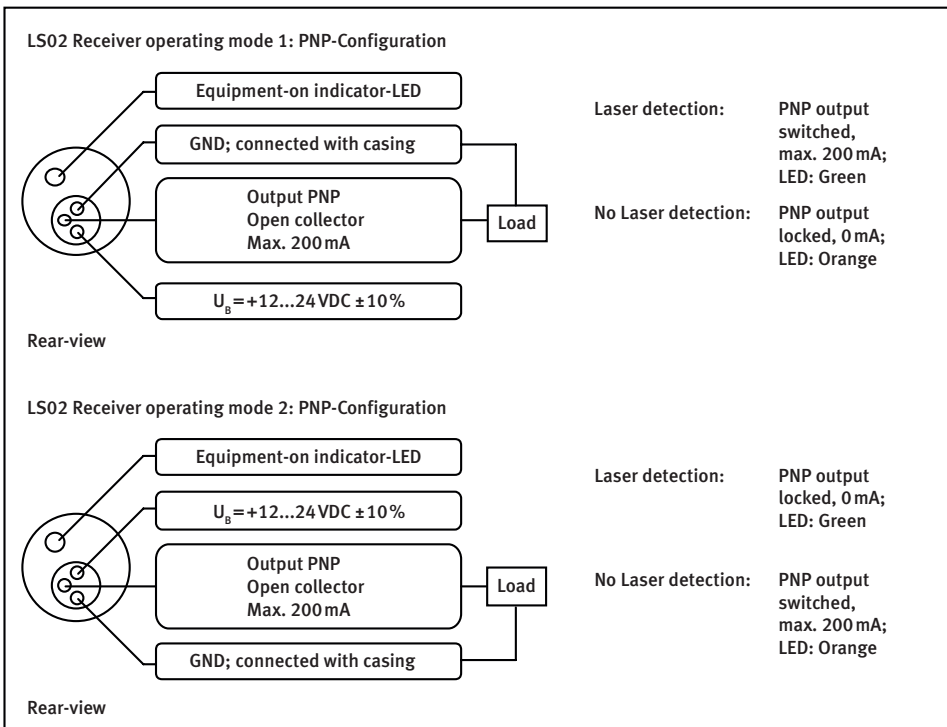 LS02 Receiver operating mode 1: PNP-Configuration
Equipment-on indicator-LED
GND; connected with casing
Output PNP
Open collector
Max. 200 mA
Load
U_B=+12...24 VDC ±10%
Rear-view
Laser detection: PNP output
switched,
max. 200 mA;
LED: Green
No Laser detection: PNP output
locked, 0 mA;
LED: Orange
LS02 Receiver operating mode 2: PNP-Configuration
Equipment-on indicator-LED
U_B=+12...24 VDC ±10%
Output PNP
Open collector
Max. 200 mA
Load
GND; connected with casing
Rear-view
Laser detection: PNP output
locked, 0 mA;
LED: Green
No Laser detection: PNP output
switched,
max. 200 mA;
LED: Orange